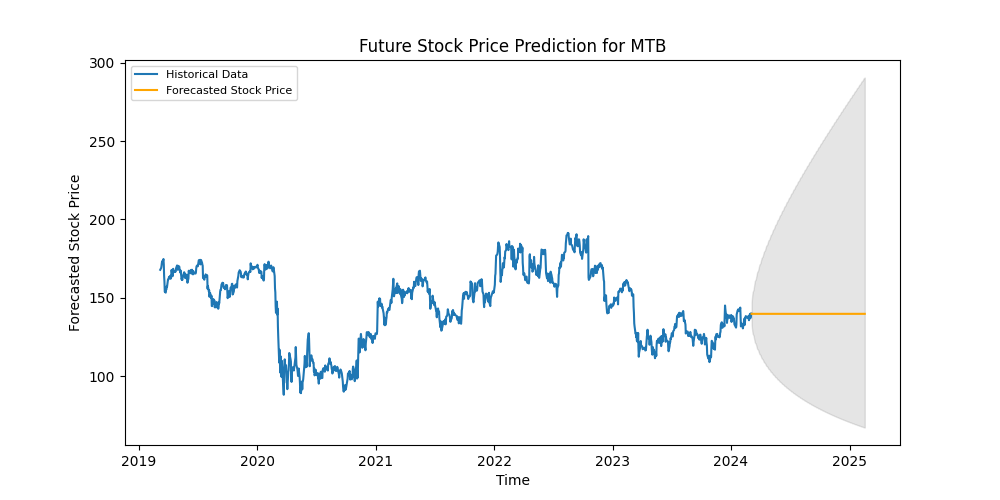 Future Stock Price Prediction for MTB
Historical Data
Forecasted Stock Price
300
250
200
150
100
Forecasted Stock Price
2019 2020 2021 2022 2023 2024 2025
Time